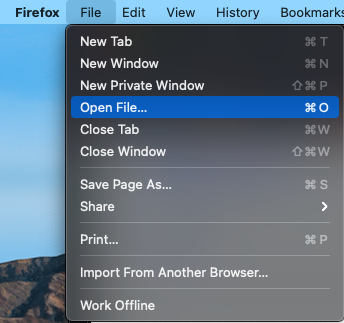 Firefox File Edit View History Bookmarks
New Tab ⌘ T
New Window ⌘ N
New Private Window ⇧⌘ P
Open File... ⌘ O
Close Tab ⌘ W
Close Window ⇧⌘ W
Save Page As... ⌘ S
Share
Print... ⌘ P
Import From Another Browser...
Work Offline